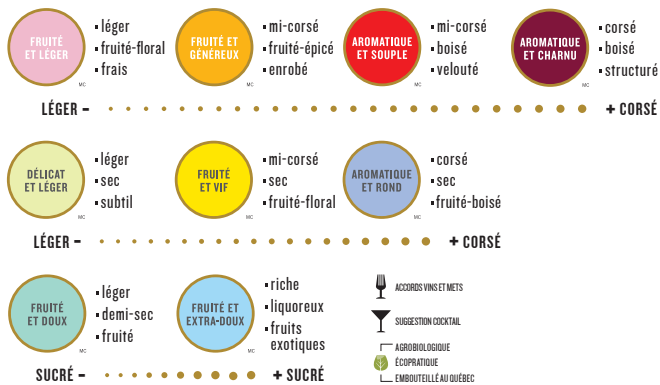 FRUITÉ
ET LÉGER
MC
▪ léger
▪ fruité-floral
▪ frais
FRUITÉ ET
GÉNÉREUX
MC
▪ mi-corsé
▪ fruité-épicé
▪ enrobé
AROMATIQUE
ET SOUPLE
MC
▪ mi-corsé
▪ boisé
▪ velouté
AROMATIQUE
ET CHARNU
MC
▪ corsé
▪ boisé
▪ structuré
LÉGER - + CORSÉ
DÉLICAT
ET LÉGER
MC
▪ léger
▪ sec
▪ subtil
FRUITÉ
ET VIF
MC
▪ mi-corsé
▪ sec
▪ fruité-floral
AROMATIQUE
ET ROND
MC
▪ corsé
▪ sec
▪ fruité-boisé
LÉGER - + CORSÉ
FRUITÉ
ET DOUX
MC
▪ léger
▪ demi-sec
▪ fruité
FRUITÉ ET
EXTRA-DOUX
MC
▪ riche
▪ liquoreux
▪ fruits
exotiques
SUCRÉ - + SUCRÉ
ACCORDS VINS ET METS
SUGGESTION COCKTAIL
AGROBIOLOGIQUE
ÉCOPRATIQUE
EMBOUTEILLÉ AU QUÉBEC